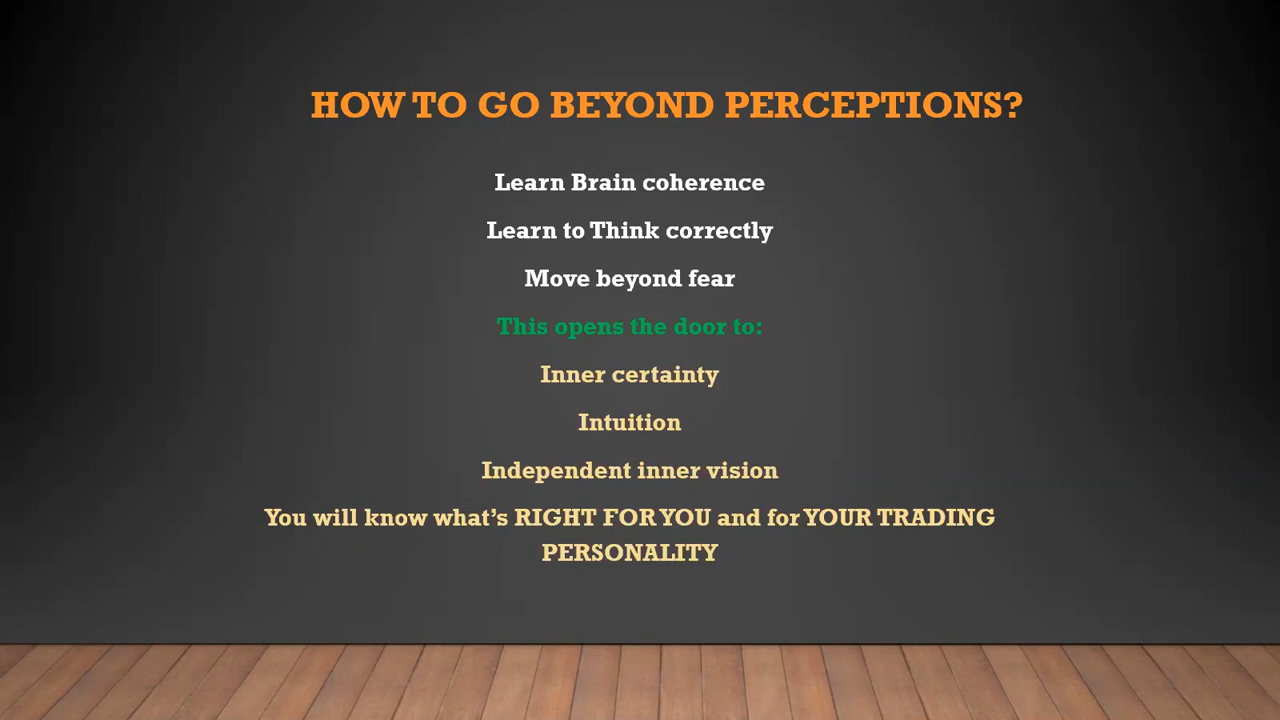 HOW TO GO BEYOND PERCEPTIONS?
Learn Brain coherence
Learn to Think correctly
Move beyond fear
This opens the door to:
Inner certainty
Intuition
Independent inner vision
You will know what’s RIGHT FOR YOU and for YOUR TRADING
PERSONALITY